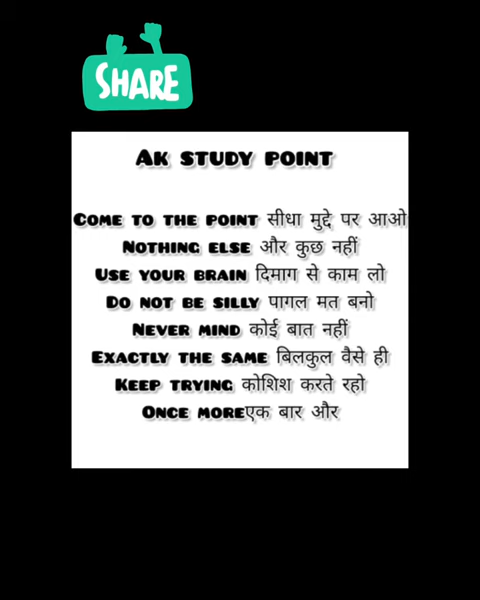 SHARE
AK STUDY POINT
COME TO THE POINT सीधा मुद्दे पर आओ
NOTHING ELSE और कुछ नहीं
USE YOUR BRAIN दिमाग से काम लो
DO NOT BE SILLY पागल मत बनो
NEVER MIND कोई बात नहीं
EXACTLY THE SAME बिलकुल वैसे ही
KEEP TRYING कोशिश करते रहो
ONCE MOREएक बार और